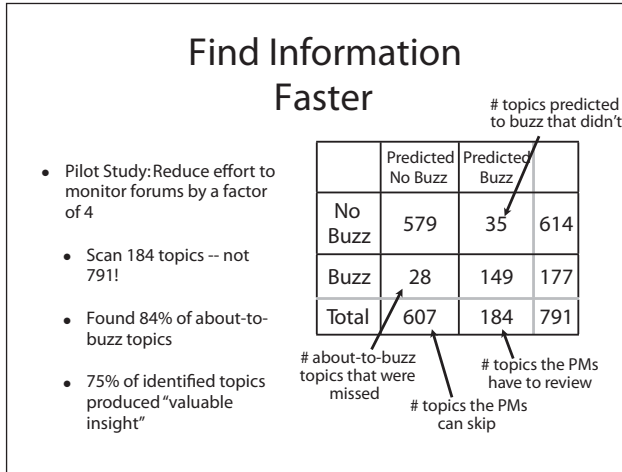 Find Information
Faster
• Pilot Study: Reduce effort to
monitor forums by a factor
of 4
• Scan 184 topics -- not
791!
• Found 84% of about-to-
buzz topics
• 75% of identified topics
produced "valuable
insight"
# topics predicted
to buzz that didn't
Predicted No Buzz Predicted Buzz
No Buzz 579 35 614
Buzz 28 149 177
Total 607 184 791
# about-to-buzz
topics that were
missed
# topics the PMs
can skip
# topics the PMs
have to review